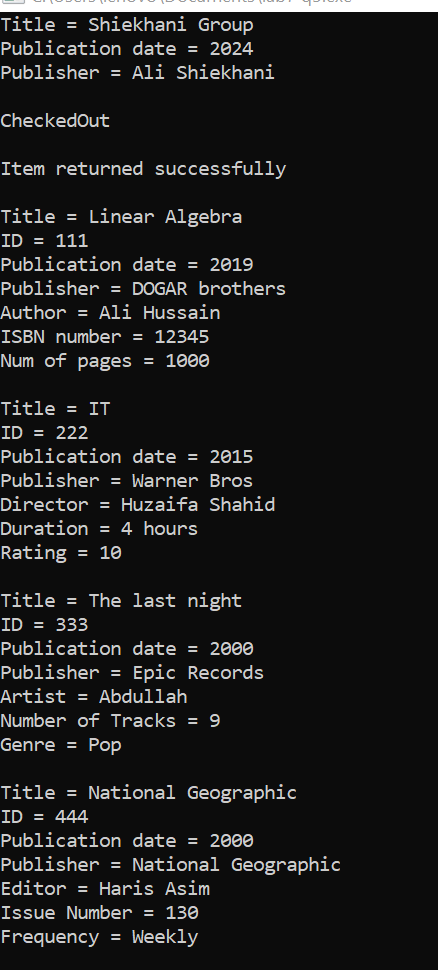 Title = Shiekhani Group
Publication date = 2024
Publisher = Ali Shiekhani
CheckedOut
Item returned successfully
Title = Linear Algebra
ID = 111
Publication date = 2019
Publisher = DOGAR brothers
Author = Ali Hussain
ISBN number = 12345
Num of pages = 1000
Title = IT
ID = 222
Publication date = 2015
Publisher = Warner Bros
Director = Huzaifa Shahid
Duration = 4 hours
Rating = 10
Title = The last night
ID = 333
Publication date = 2000
Publisher = Epic Records
Artist = Abdullah
Number of Tracks = 9
Genre = Pop
Title = National Geographic
ID = 444
Publication date = 2000
Publisher = National Geographic
Editor = Haris Asim
Issue Number = 130
Frequency = Weekly